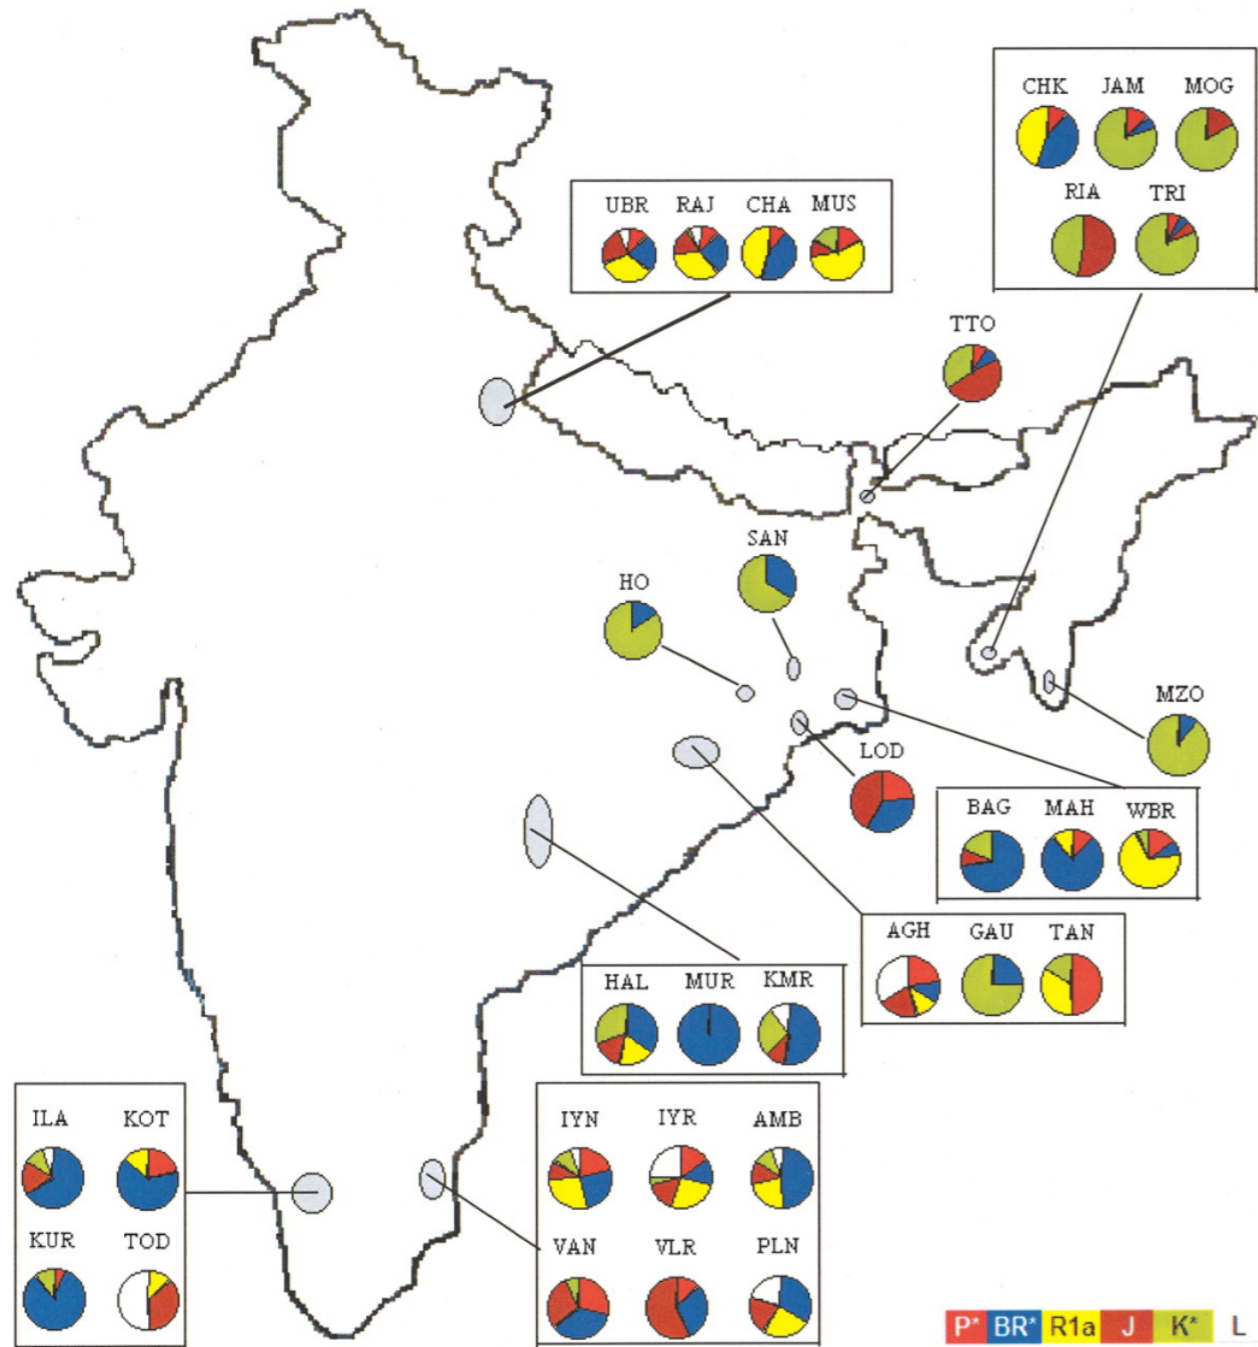 CHK JAM MOG
RIA TRI
UBR RAJ CHA MUS
TTO
SAN
HO
MZO
LOD
BAG MAH WBR
AGH GAU TAN
HAL MUR KMR
ILA KOT
KUR TOD
IYN IYR AMB
VAN VLR PLN
P* BR* R1a J K* L